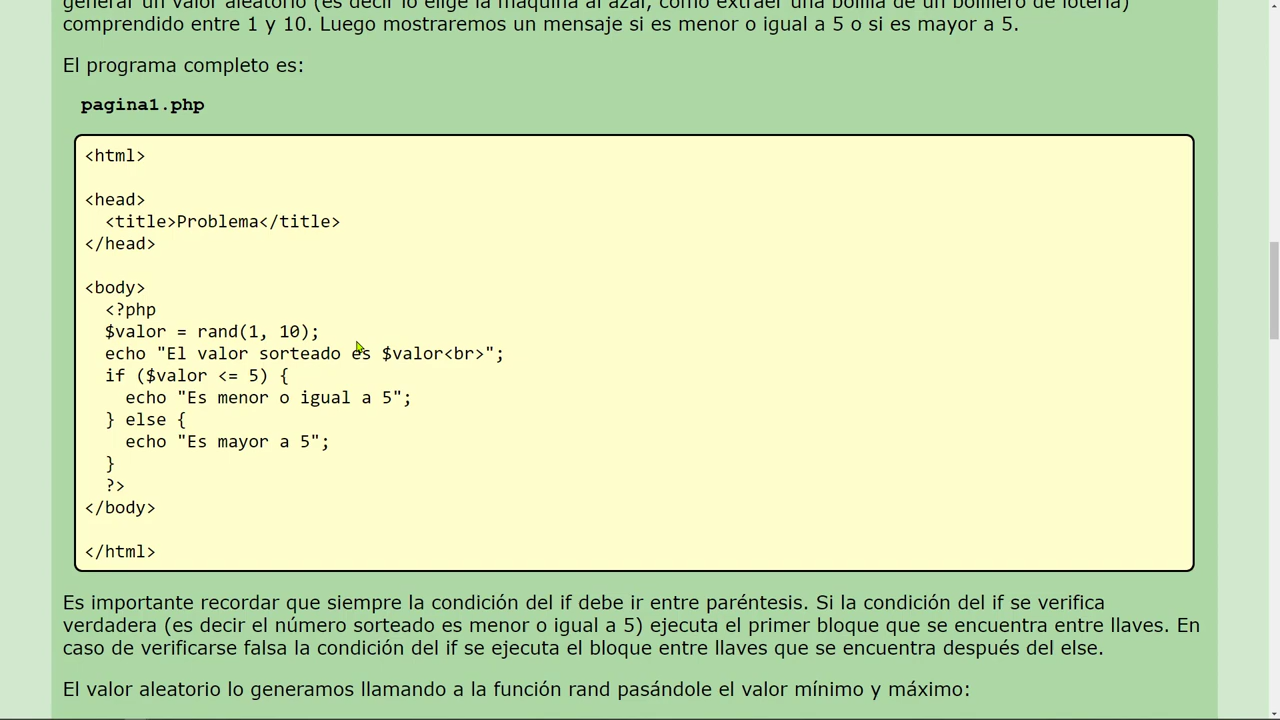 generar un valor aleatorio (es decir lo elige la máquina al azar, como extraer una bolilla de un bolillero de lotería)
comprendido entre 1 y 10. Luego mostraremos un mensaje si es menor o igual a 5 o si es mayor a 5.
El programa completo es:
pagina1.php
<html>
<head>
  <title>Problema</title>
</head>
<body>
  <?php
  $valor = rand(1, 10);
  echo "El valor sorteado es $valor<br>";
  if ($valor <= 5) {
    echo "Es menor o igual a 5";
  } else {
    echo "Es mayor a 5";
  }
  ?>
</body>
</html>
Es importante recordar que siempre la condición del if debe ir entre paréntesis. Si la condición del if se verifica
verdadera (es decir el número sorteado es menor o igual a 5) ejecuta el primer bloque que se encuentra entre llaves. En
caso de verificarse falsa la condición del if se ejecuta el bloque entre llaves que se encuentra después del else.
El valor aleatorio lo generamos llamando a la función rand pasándole el valor mínimo y máximo: